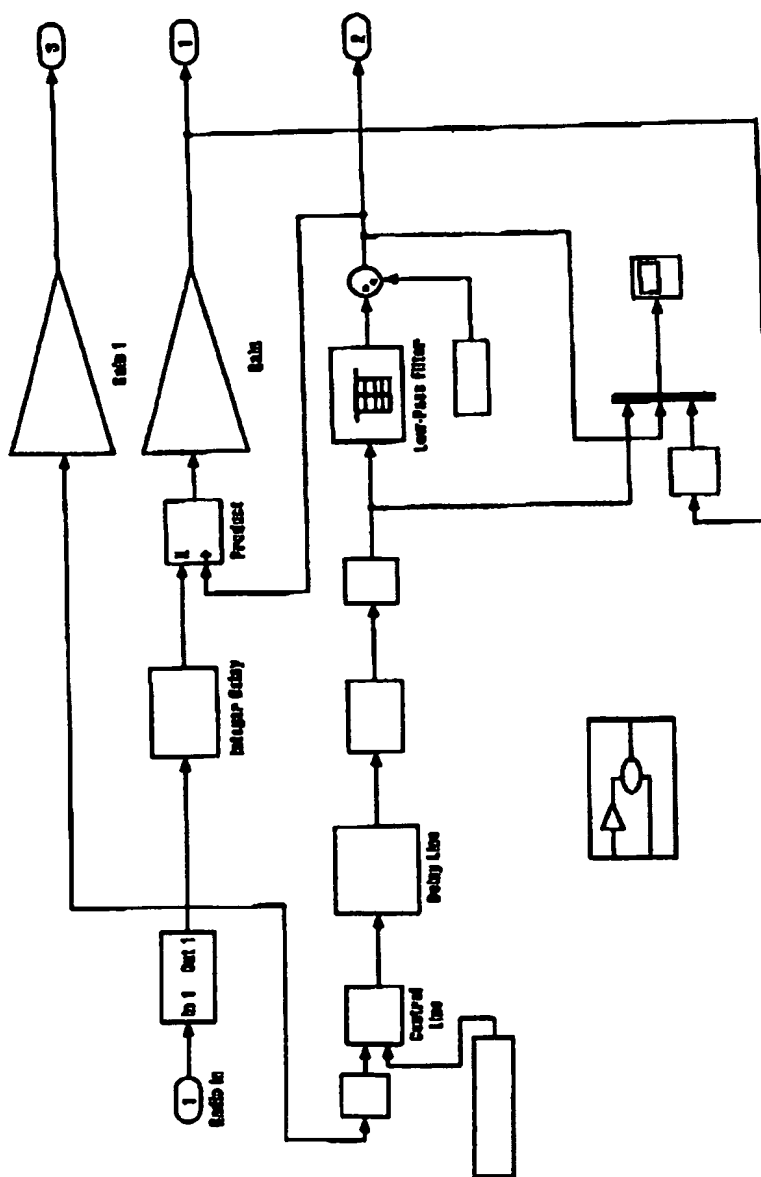 3
1
2
Gain 1
Gain
Low-Pass Filter
X
÷
Product
Integer Delay
Delay Line
In 1 Out 1
Control
Line
1
Audio In